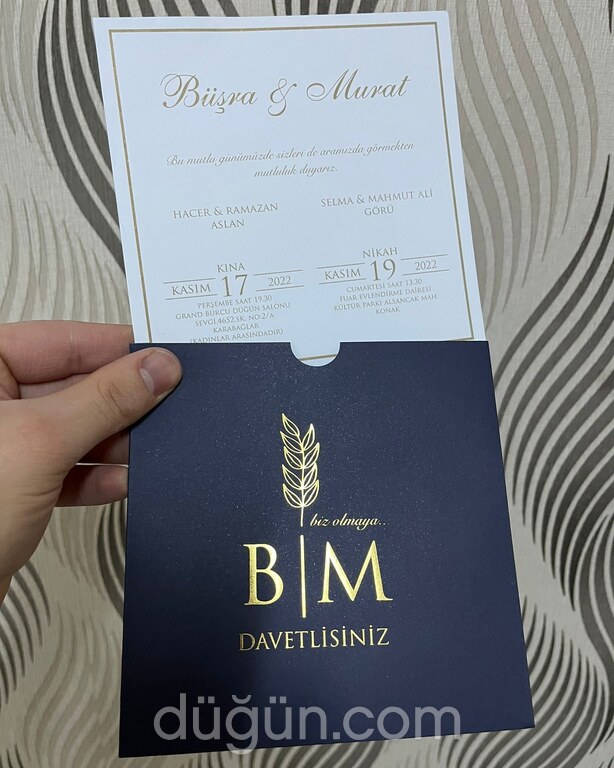 Büşra & Murat
Bu mutlu günümüzde sizleri de aramızda görmekten
mutluluk duyarız.
HACER & RAMAZAN
ASLAN
SELMA & MAHMUT ALİ
GÖRÜ
KINA
KASIM 17 2022
PERŞEMBE SAAT 19.30
GRAND BUKCU DÜĞÜN SALONU
SEVGİ 4652.SK. NO:2/A
KARABAĞLAR
(KADINLAR ARASINDADIR)
NİKAH
KASIM 19 2022
CUMARTESİ SAAT 13:30
FUAR EVLENDİRME DAİRESİ
KÜLTÜR PARKI ALSANCAK MAH.
KONAK
biz olmaya..
B|M
DAVETLİSİNİZ
düğün.com